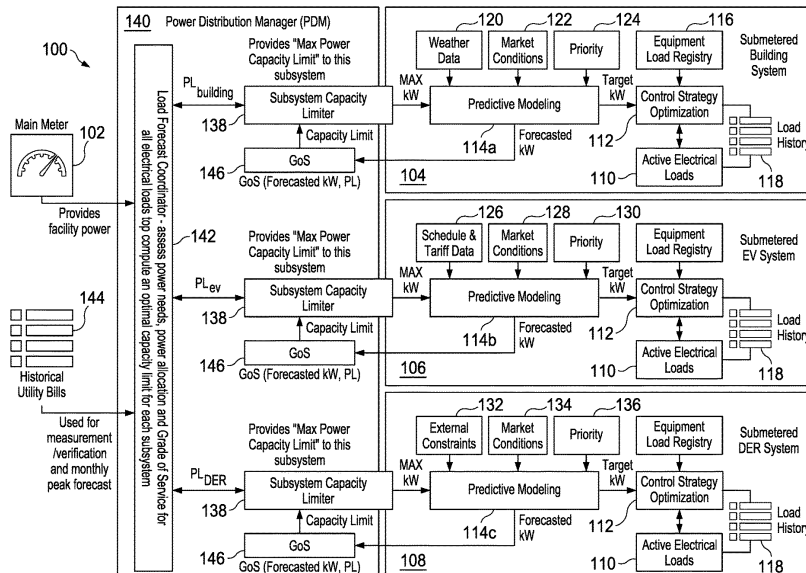 100
Main Meter
102
Provides
facility power
144
Historical
Utility Bills
Used for
measurement
/verification
and monthly
peak forecast
140 Power Distribution Manager (PDM)
Load Forecast Coordinator - assess power needs, power allocation and Grade of Service for
all electrical loads top compute an optimal capacity limit for each subsystem
142
Provides "Max Power
Capacity Limit" to this
subsystem
PL building
Subsystem Capacity
Limiter
138
Capacity Limit
GoS
146
GoS (Forecasted kW, PL)
MAX
kW
120
122
124
116
Weather
Data
Market
Conditions
Priority
Equipment
Load Registry
Submetered
Building
System
Predictive Modeling
114a
Target
kW
Forecasted
kW
Control Strategy
Optimization
112
Active Electrical
Loads
110
Load
History
118
104
Provides "Max Power
Capacity Limit" to this
subsystem
PL ev
Subsystem Capacity
Limiter
138
Capacity Limit
GoS
146
GoS (Forecasted kW, PL)
MAX
kW
126
128
130
Schedule &
Tariff Data
Market
Conditions
Priority
Equipment
Load Registry
Submetered
EV System
Predictive Modeling
114b
Target
kW
Forecasted
kW
Control Strategy
Optimization
112
Active Electrical
Loads
110
Load
History
118
106
Provides "Max Power
Capacity Limit" to this
subsystem
PL DER
Subsystem Capacity
Limiter
138
Capacity Limit
GoS
146
GoS (Forecasted kW, PL)
MAX
kW
132
134
136
External
Constraints
Market
Conditions
Priority
Equipment
Load Registry
Submetered
DER System
Predictive Modeling
114c
Target
kW
Forecasted
kW
Control Strategy
Optimization
112
Active Electrical
Loads
110
Load
History
118
108